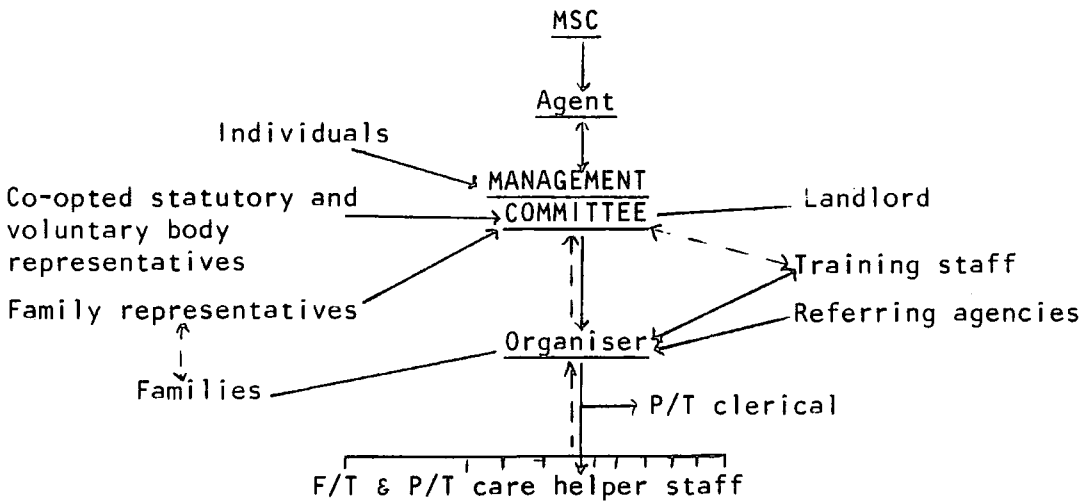 MSC
Agent
Individuals
MANAGEMENT
COMMITTEE
Co-opted statutory and
voluntary body
representatives
Landlord
Training staff
Family representatives
Referring agencies
Organiser
Families
P/T clerical
F/T & P/T care helper staff